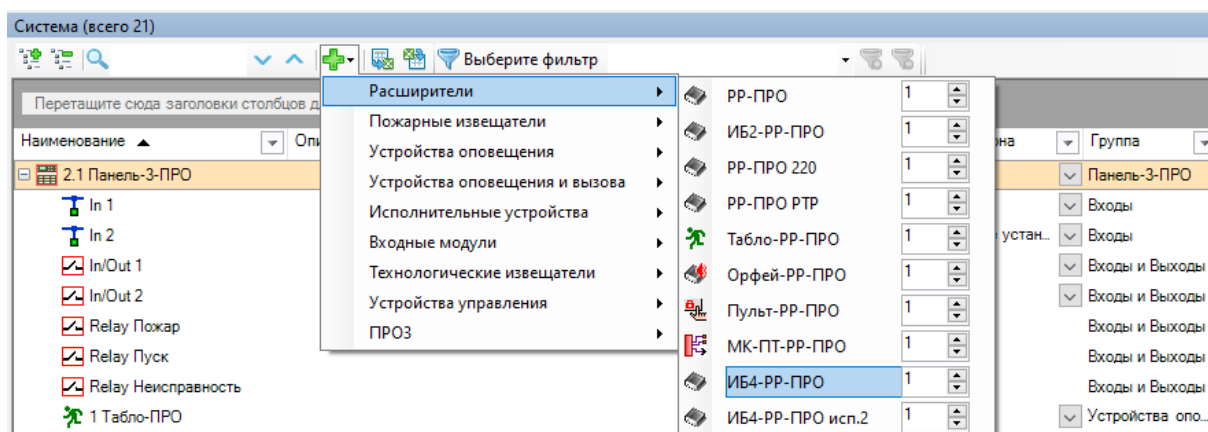 Система (всего 21)
Выберите фильтр
Перетащите сюда заголовки столбцов д
Наименование
Опи
на
Группа
2.1 Панель-3-ПРО
Панель-3-ПРО
In 1
Входы
In 2
устан...
Входы
In/Out 1
Входы и Выходы
In/Out 2
Входы и Выходы
Relay Пожар
Входы и Выходы
Relay Пуск
Входы и Выходы
Relay Неисправность
Входы и Выходы
1 Табло-ПРО
Устройства опо...
Расширители
Пожарные извещатели
Устройства оповещения
Устройства оповещения и вызова
Исполнительные устройства
Входные модули
Технологические извещатели
Устройства управления
ПРОЗ
РР-ПРО 1
ИБ2-РР-ПРО 1
РР-ПРО 220 1
РР-ПРО РТР 1
Табло-РР-ПРО 1
Орфей-РР-ПРО 1
Пульт-РР-ПРО 1
МК-ПТ-РР-ПРО 1
ИБ4-РР-ПРО 1
ИБ4-РР-ПРО исп.2 1